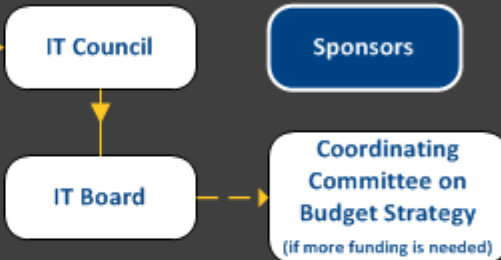 IT Council
Sponsors
IT Board
Coordinating
Committee on
Budget Strategy
(if more funding is needed)